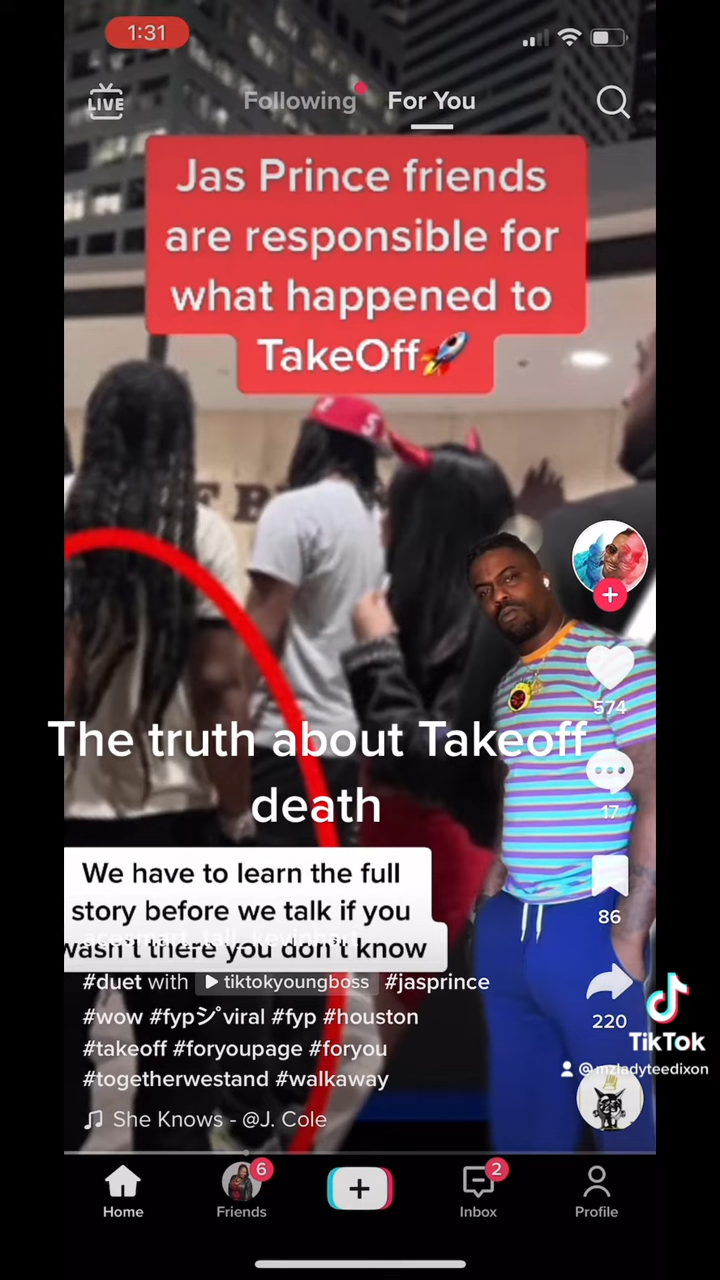 1:31
LIVE
Following
For You
Jas Prince friends
are responsible for
what happened to
TakeOff🚀
574
The truth about Takeoff
death
17
We have to learn the full
story before we talk if you
wasn't there you don't know
86
#duet with ▶ tiktokyoungboss #jasprince
#wow #fypシ゚viral #fyp #houston
#takeoff #foryoupage #foryou
#togetherwestand #walkaway
220
TikTok
@mzladyteedixon
She Knows - @J. Cole
6
2
Home
Friends
Inbox
Profile